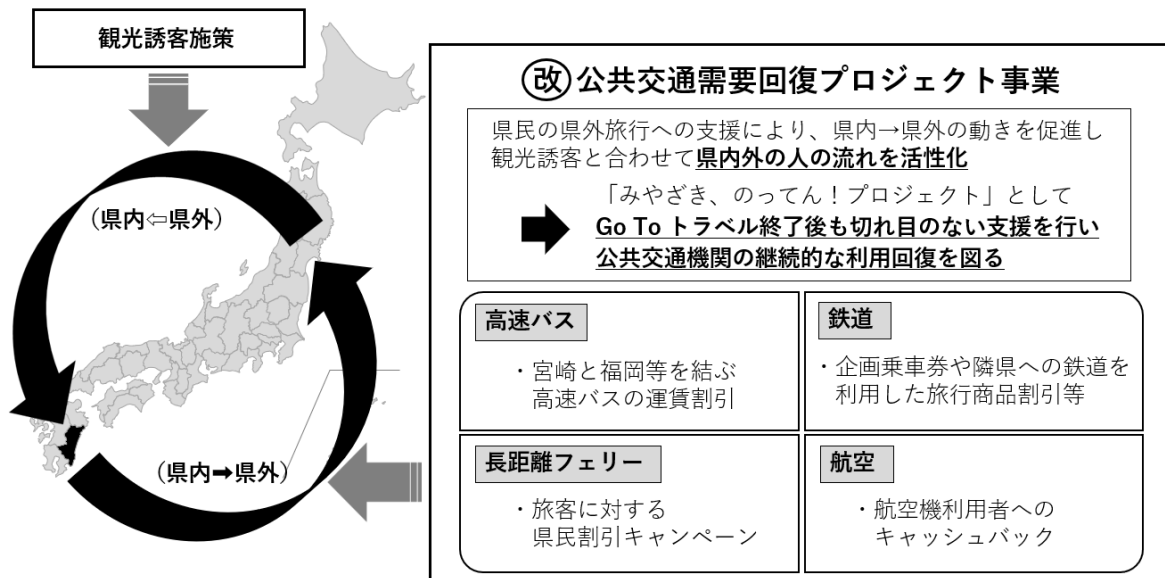 観光誘客施策
（県内⇦県外）
（県内➡県外）
㊢公共交通需要回復プロジェクト事業
県民の県外旅行への支援により、県内→県外の動きを促進し
観光誘客と合わせて県内外の人の流れを活性化
「みやざき、のってん！プロジェクト」として
Go To トラベル終了後も切れ目のない支援を行い
公共交通機関の継続的な利用回復を図る
高速バス
・宮崎と福岡等を結ぶ
高速バスの運賃割引
鉄道
・企画乗車券や隣県への鉄道を
利用した旅行商品割引等
長距離フェリー
・旅客に対する
県民割引キャンペーン
航空
・航空機利用者への
キャッシュバック